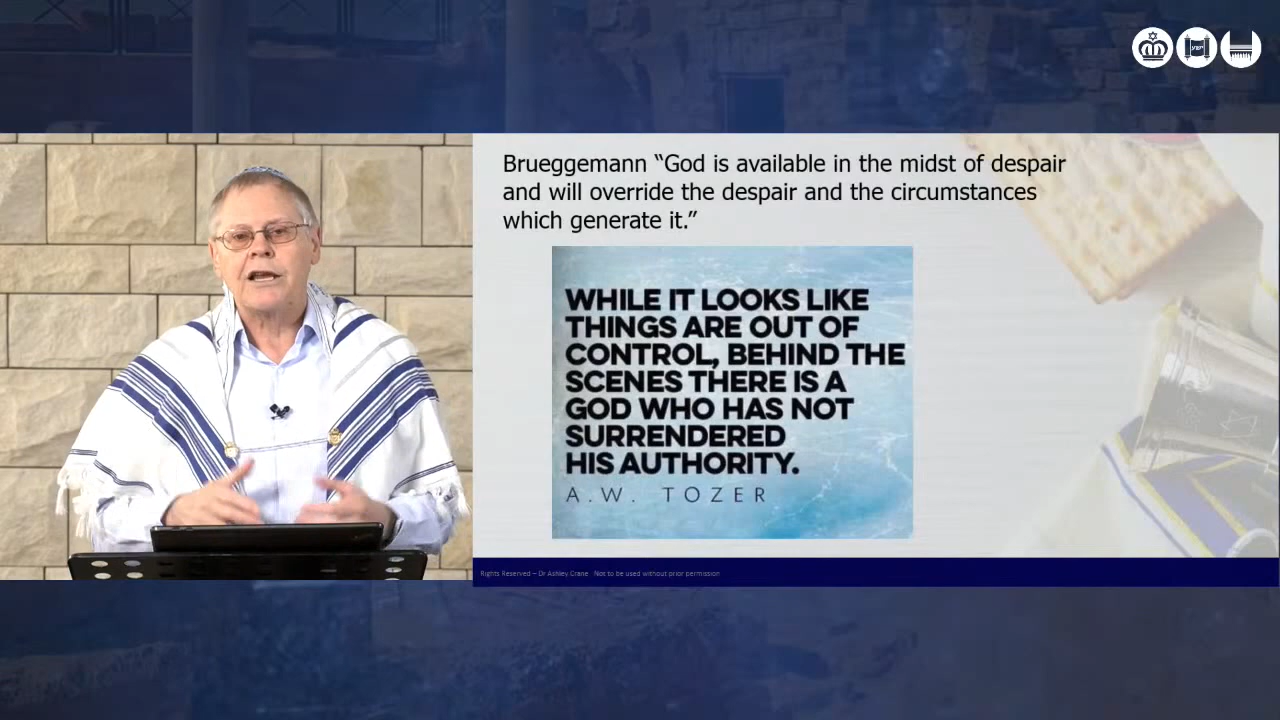 Brueggemann “God is available in the midst of despair
and will override the despair and the circumstances
which generate it.”
WHILE IT LOOKS LIKE
THINGS ARE OUT OF
CONTROL, BEHIND THE
SCENES THERE IS A
GOD WHO HAS NOT
SURRENDERED
HIS AUTHORITY.
A.W. TOZER
Rights Reserved – Dr Ashley Crane Not to be used without prior permission